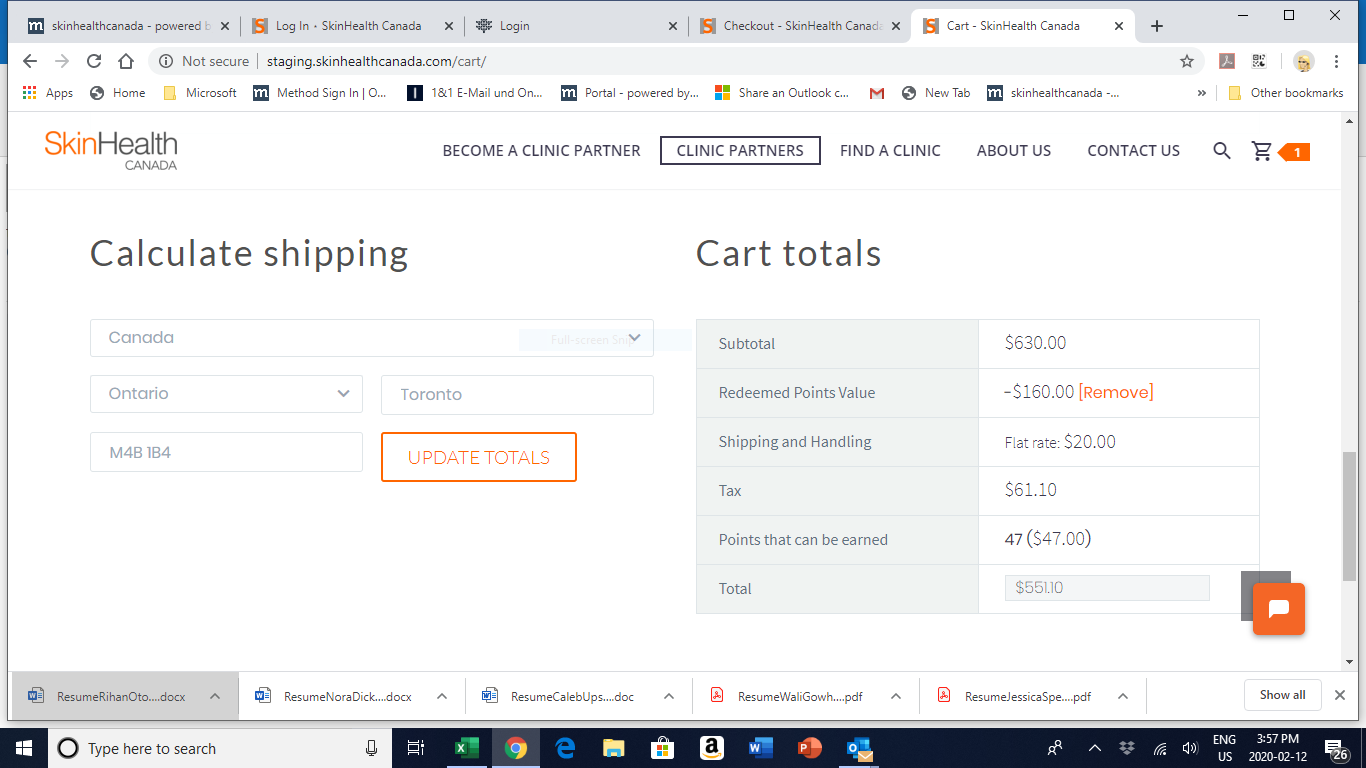 skinhealthcanada - powered b
Log In • SkinHealth Canada
Login
Checkout - SkinHealth Canada
Cart - SkinHealth Canada
Not secure | staging.skinhealthcanada.com/cart/
Apps
Home
Microsoft
Method Sign In | O...
1&1 E-Mail und On...
Portal - powered by...
Share an Outlook c...
New Tab
skinhealthcanada -...
»
Other bookmarks
SkinHealth
CANADA
BECOME A CLINIC PARTNER
CLINIC PARTNERS
FIND A CLINIC
ABOUT US
CONTACT US
1
Calculate shipping
Canada
Full-screen Snip
Ontario
Toronto
M4B 1B4
UPDATE TOTALS
Cart totals
Subtotal $630.00
Redeemed Points Value -$160.00 [Remove]
Shipping and Handling Flat rate: $20.00
Tax $61.10
Points that can be earned 47 ($47.00)
Total $551.10
ResumeRihanOto....docx
ResumeNoraDick....docx
ResumeCalebUps....doc
ResumeWaliGowh....pdf
ResumeJessicaSpe....pdf
Show all
Type here to search
ENG
US
3:57 PM
2020-02-12
26